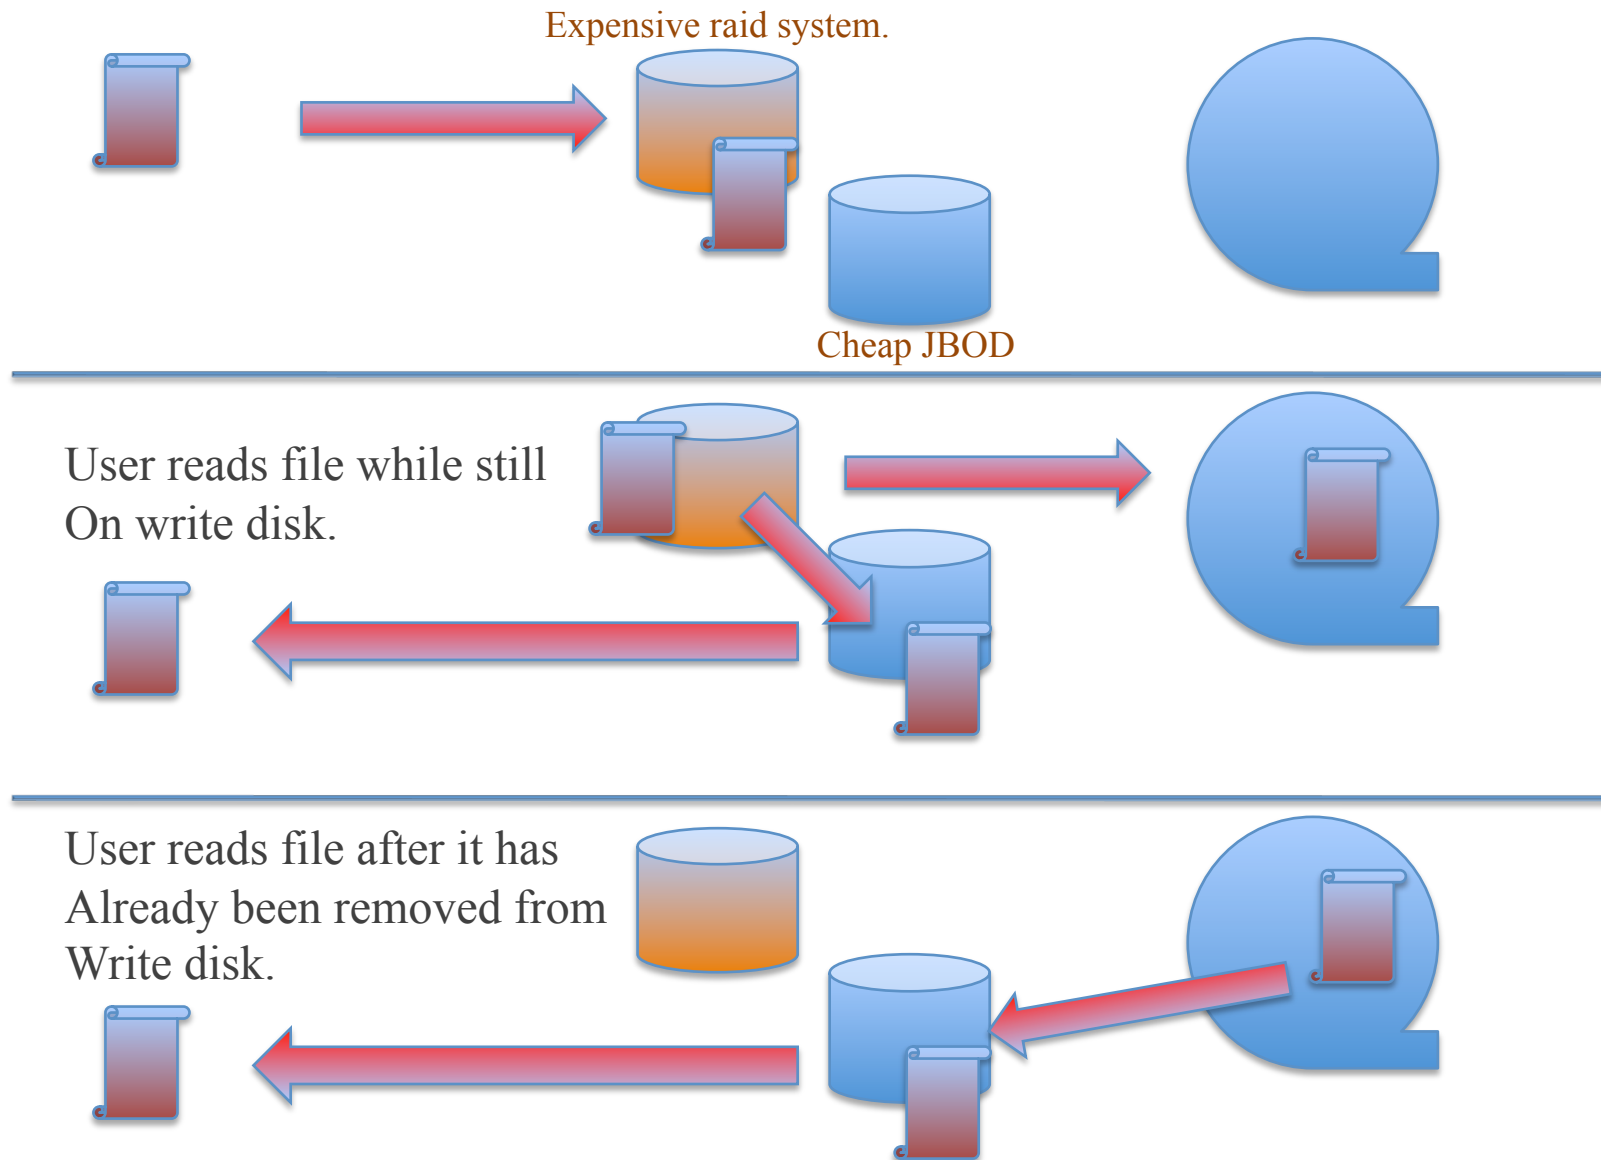 Expensive raid system.
Cheap JBOD
User reads file while still
On write disk.
User reads file after it has
Already been removed from
Write disk.